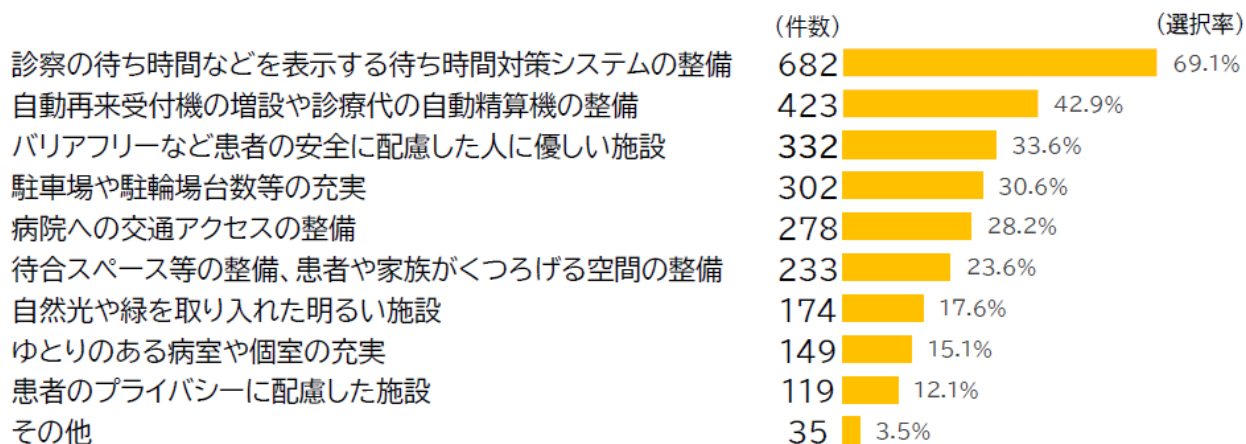 （件数） （選択率）
診察の待ち時間などを表示する待ち時間対策システムの整備 682 69.1%
自動再来受付機の増設や診療代の自動精算機の整備 423 42.9%
バリアフリーなど患者の安全に配慮した人に優しい施設 332 33.6%
駐車場や駐輪場台数等の充実 302 30.6%
病院への交通アクセスの整備 278 28.2%
待合スペース等の整備、患者や家族がくつろげる空間の整備 233 23.6%
自然光や緑を取り入れた明るい施設 174 17.6%
ゆとりのある病室や個室の充実 149 15.1%
患者のプライバシーに配慮した施設 119 12.1%
その他 35 3.5%